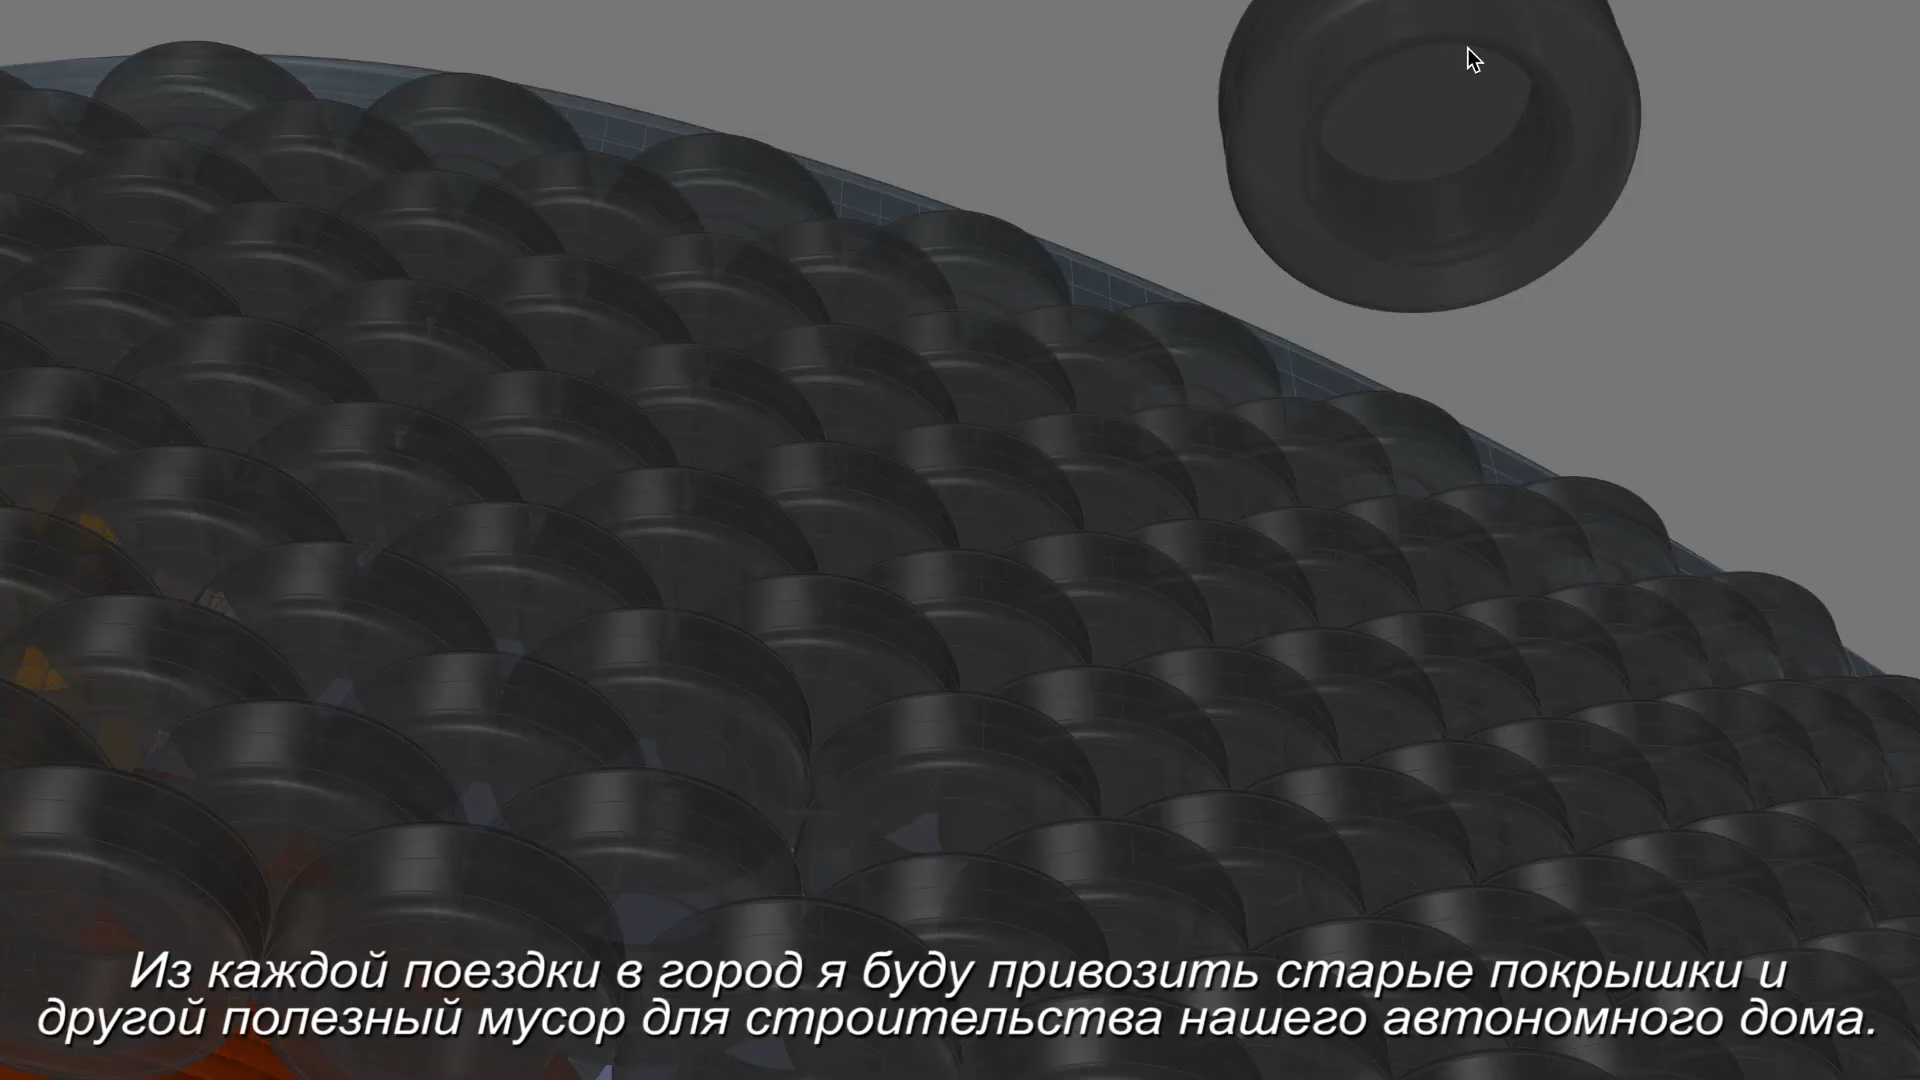 Из каждой поездки в город я буду привозить старые покрышки и
другой полезный мусор для строительства нашего автономного дома.